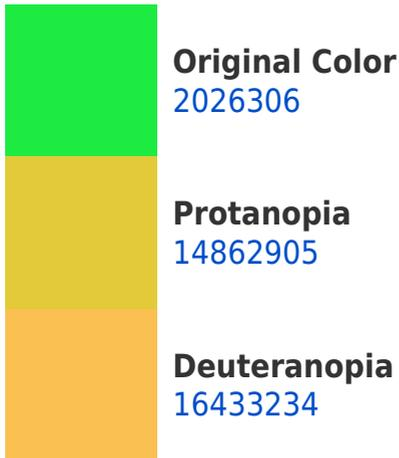 Original Color
2026306
Protanopia
14862905
Deuteranopia
16433234